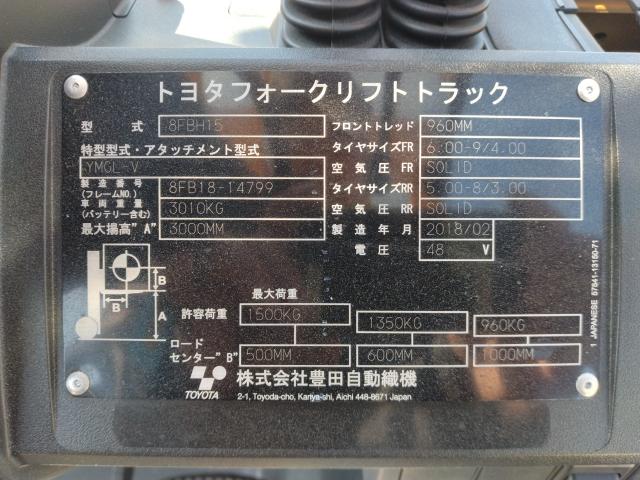 トヨタフォークリフトトラック
型 式 8FBH15
特型型式・アタッチメント型式
YMGL-V
製造番号 (フレームNO.) 8FB18-14799
車両重量 (バッテリー含む) 3010KG
最大揚高"A" 3000MM
フロントトレッド 960MM
タイヤサイズFR 6.00-9/4.00
空気圧 FR SOLID
タイヤサイズRR 5.00-8/3.00
空気圧 RR SOLID
製造年月 2018/02
電圧 48 V
B
B
A
最大荷重
許容荷重 1500KG 1350KG 960KG
ロード
センター"B" 500MM 600MM 1000MM
TOYOTA
株式会社豊田自動織機
2-1, Toyoda-cho, Kariya-shi, Aichi 448-8671 Japan
1 JAPANESE 57841-13150-71